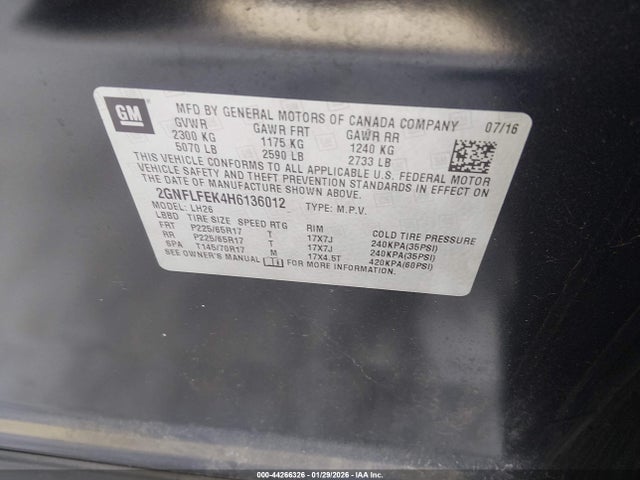 GM
MFD BY GENERAL MOTORS OF CANADA COMPANY 07/16
GVWR GAWR FRT GAWR RR
2300 KG 1175 KG 1240 KG
5070 LB 2590 LB 2733 LB
THIS VEHICLE CONFORMS TO ALL APPLICABLE U.S. FEDERAL MOTOR
VEHICLE SAFETY AND THEFT PREVENTION STANDARDS IN EFFECT ON
THE DATE OF MANUFACTURE SHOWN ABOVE.
2GNFLFEK4H6136012 TYPE: M.P.V.
MODEL: LH26
LBBD TIRE SIZE SPEED RTG RIM COLD TIRE PRESSURE
FRT P225/65R17 T 17X7J 240KPA(35PSI)
RR P225/65R17 T 17X7J 240KPA(35PSI)
SPA T145/70R17 M 17X4.5T 420KPA(60PSI)
SEE OWNER'S MANUAL FOR MORE INFORMATION.
000-44266326 | 01/29/2026 | IAA Inc.